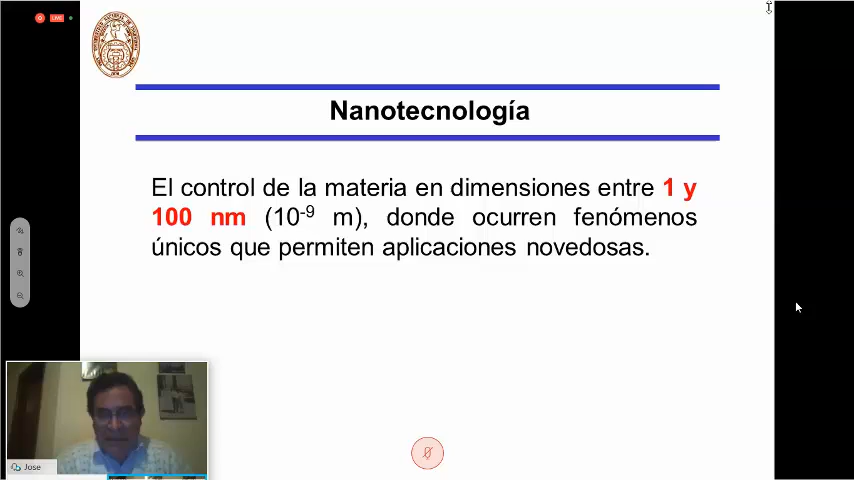 LIVE
Nanotecnología
El control de la materia en dimensiones entre 1 y
100 nm (10-9 m), donde ocurren fenómenos
únicos que permiten aplicaciones novedosas.
Jose